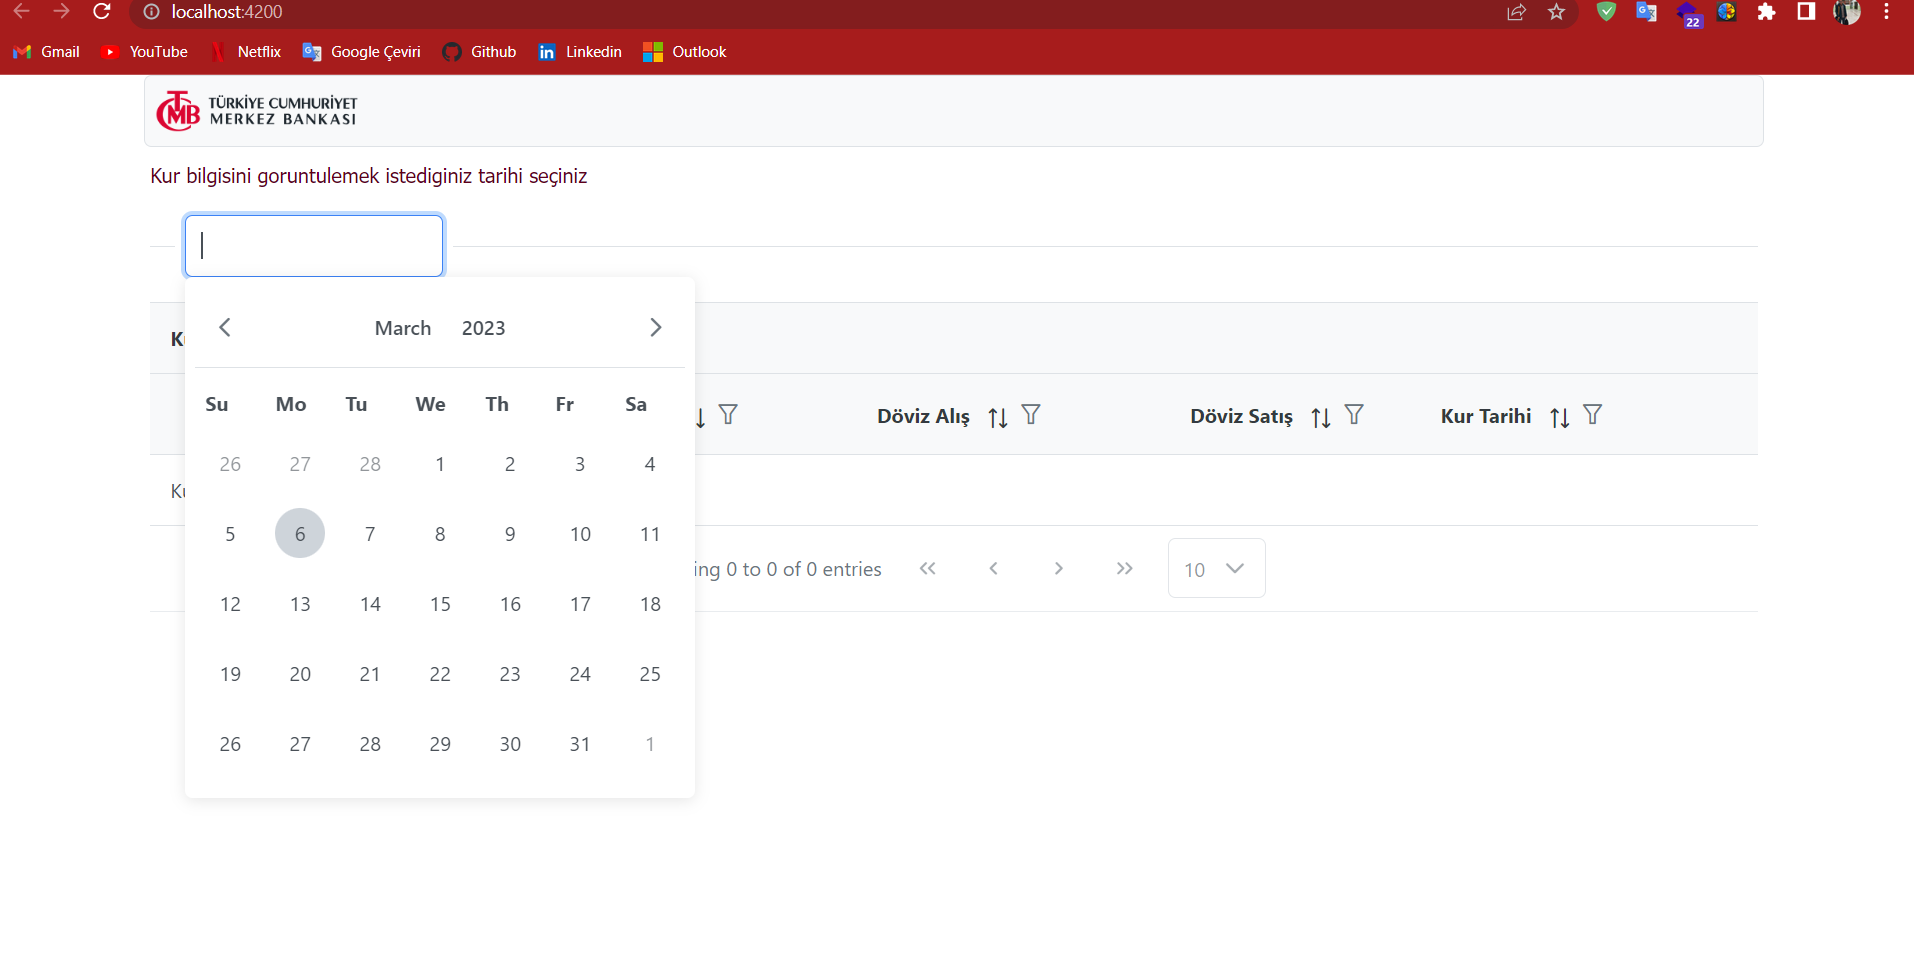 localhost:4200
22
Gmail YouTube Netflix Google Çeviri Github Linkedin Outlook
TÜRKİYE CUMHURİYET
MERKEZ BANKASI
Kur bilgisini goruntulemek istediginiz tarihi seçiniz
March 2023
Su Mo Tu We Th Fr Sa
Döviz Alış Döviz Satış Kur Tarihi
26 27 28 1 2 3 4
5 6 7 8 9 10 11
0 to 0 of 0 entries 10
12 13 14 15 16 17 18
19 20 21 22 23 24 25
26 27 28 29 30 31 1